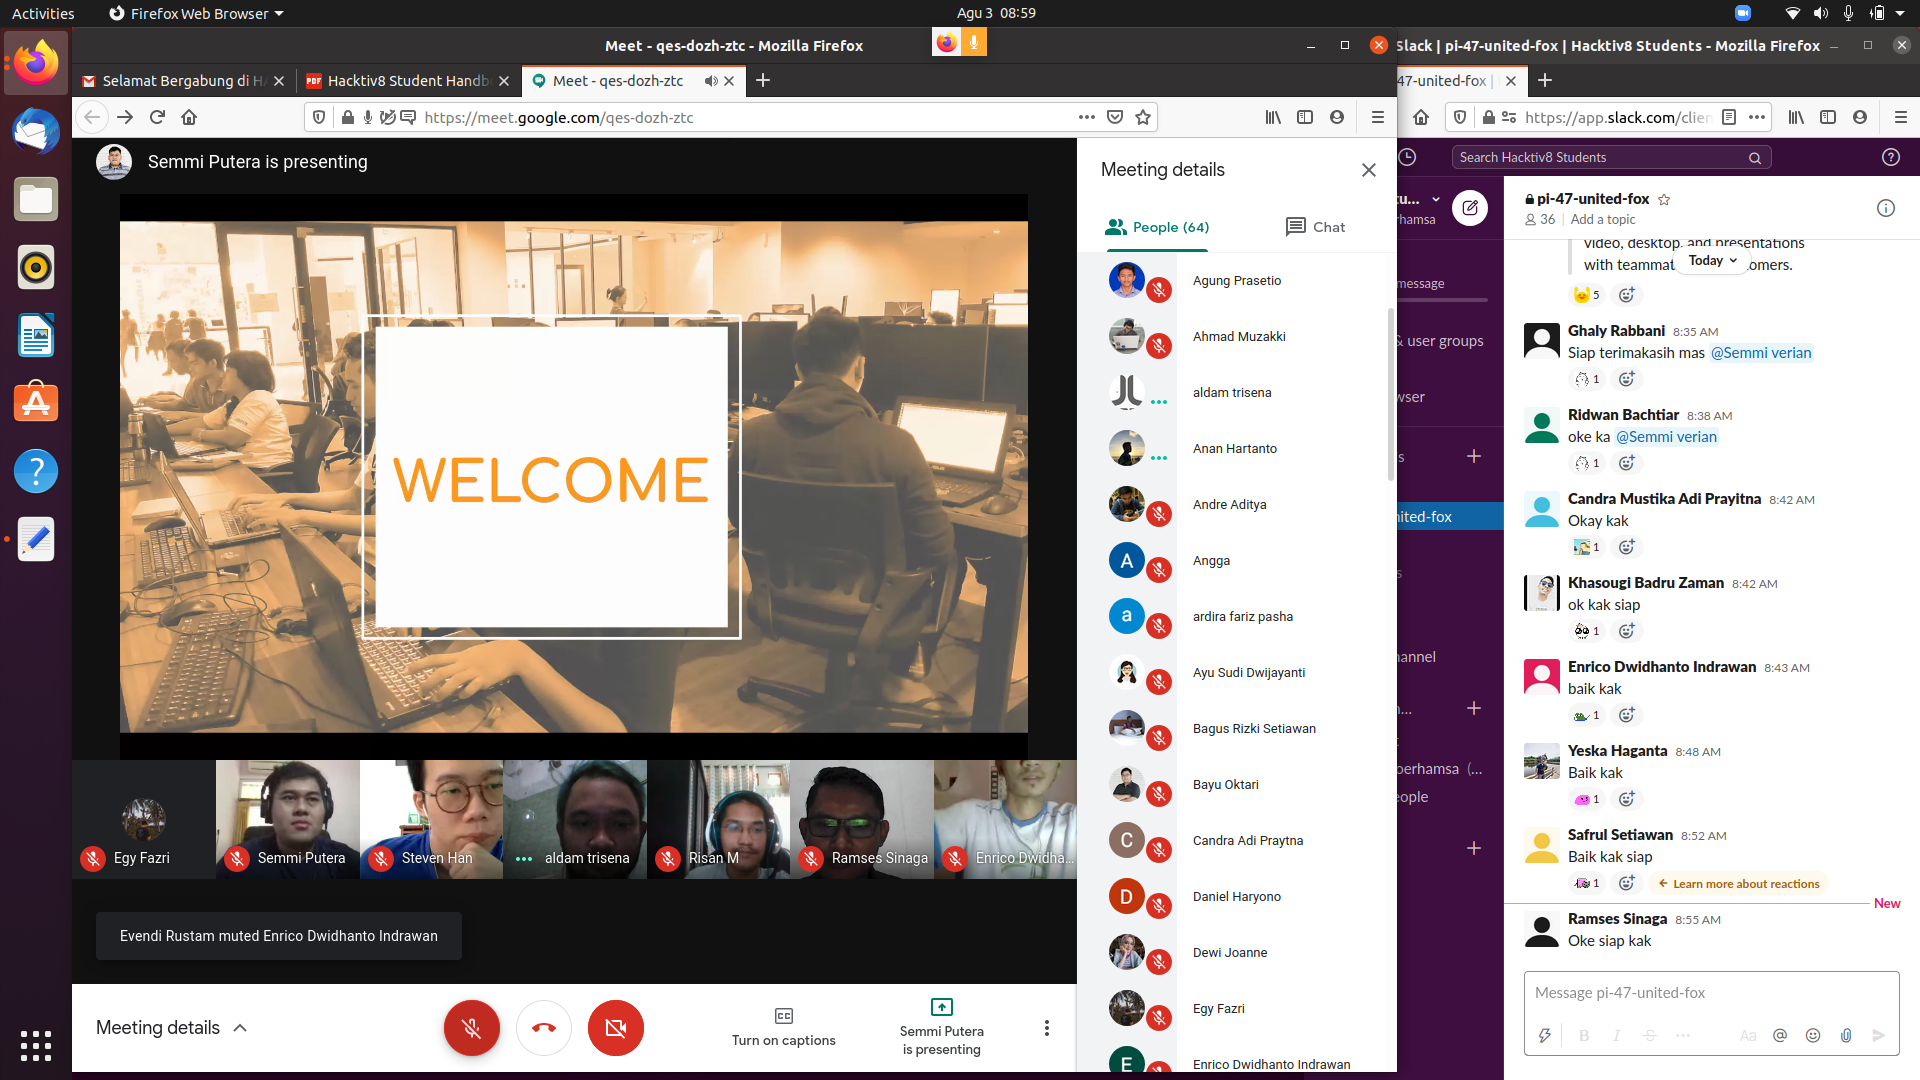 Activities
Firefox Web Browser
Agu 3 08:59
Meet - qes-dozh-ztc - Mozilla Firefox
Selamat Bergabung di H
Hacktiv8 Student Handb
Meet - qes-dozh-ztc
https://meet.google.com/qes-dozh-ztc
Semmi Putera is presenting
WELCOME
Egy Fazri
Semmi Putera
Steven Han
aldam trisena
Risan M
Ramses Sinaga
Enrico Dwidha...
Evendi Rustam muted Enrico Dwidhanto Indrawan
Meeting details
CC
Turn on captions
Semmi Putera
is presenting
Meeting details
People (64)
Chat
Agung Prasetio
Ahmad Muzakki
aldam trisena
Anan Hartanto
Andre Aditya
A
Angga
a
ardira fariz pasha
Ayu Sudi Dwijayanti
Bagus Rizki Setiawan
Bayu Oktari
C
Candra Adi Praytna
D
Daniel Haryono
Dewi Joanne
Egy Fazri
E
Enrico Dwidhanto Indrawan
Slack | pi-47-united-fox | Hacktiv8 Students - Mozilla Firefox
47-united-fox |
https://app.slack.com/clien
Search Hacktiv8 Students
tu...
erhamsa
message
& user groups
wser
s
nited-fox
s
hannel
n...
t
perhamsa (...
eople
pi-47-united-fox
36
Add a topic
video, desktop, and presentations
with teammat
omers.
Today
5
Ghaly Rabbani 8:35 AM
Siap terimakasih mas @Semmi verian
1
Ridwan Bachtiar 8:38 AM
oke ka @Semmi verian
1
Candra Mustika Adi Prayitna 8:42 AM
Okay kak
1
Khasougi Badru Zaman 8:42 AM
ok kak siap
1
Enrico Dwidhanto Indrawan 8:43 AM
baik kak
1
Yeska Haganta 8:48 AM
Baik kak
1
Safrul Setiawan 8:52 AM
Baik kak siap
1
Learn more about reactions
New
Ramses Sinaga 8:55 AM
Oke siap kak
Message pi-47-united-fox
B
I
S
Aa
@